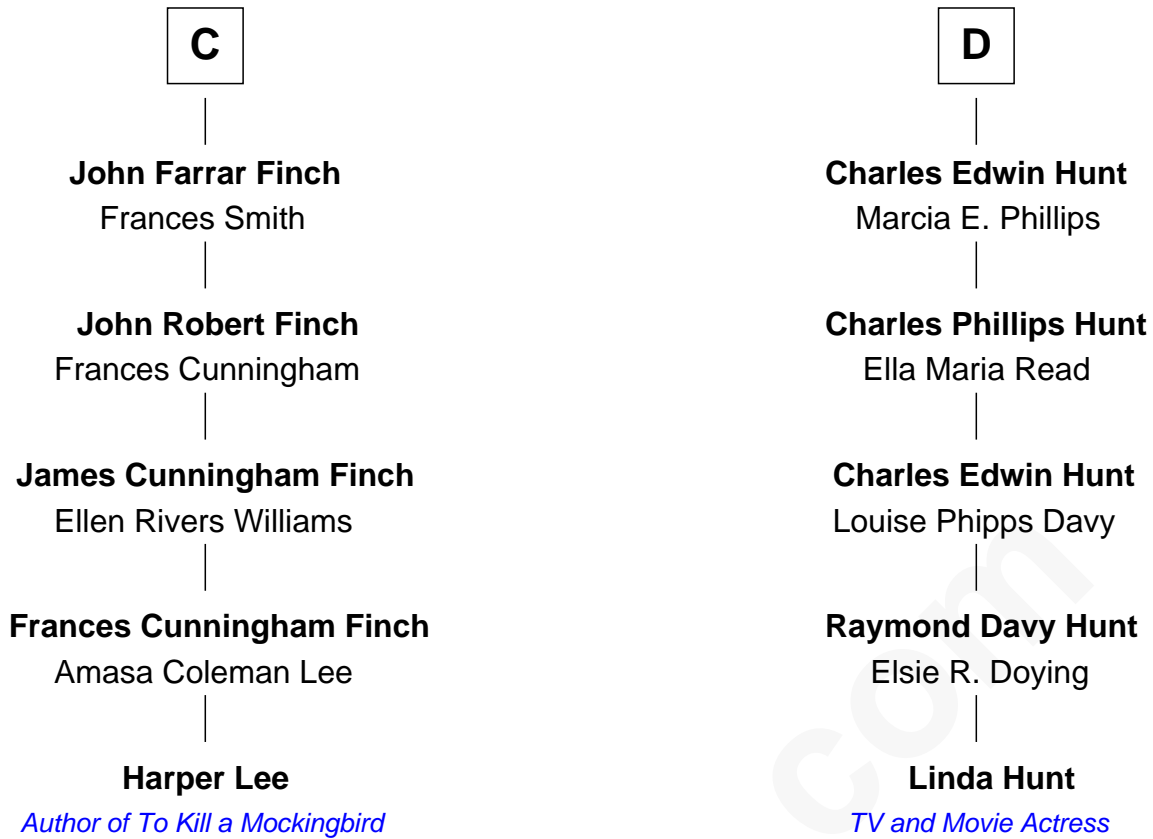 C
John Farrar Finch
Frances Smith
John Robert Finch
Frances Cunningham
James Cunningham Finch
Ellen Rivers Williams
Frances Cunningham Finch
Amasa Coleman Lee
Harper Lee
Author of To Kill a Mockingbird
D
Charles Edwin Hunt
Marcia E. Phillips
Charles Phillips Hunt
Ella Maria Read
Charles Edwin Hunt
Louise Phipps Davy
Raymond Davy Hunt
Elsie R. Doying
Linda Hunt
TV and Movie Actress
com